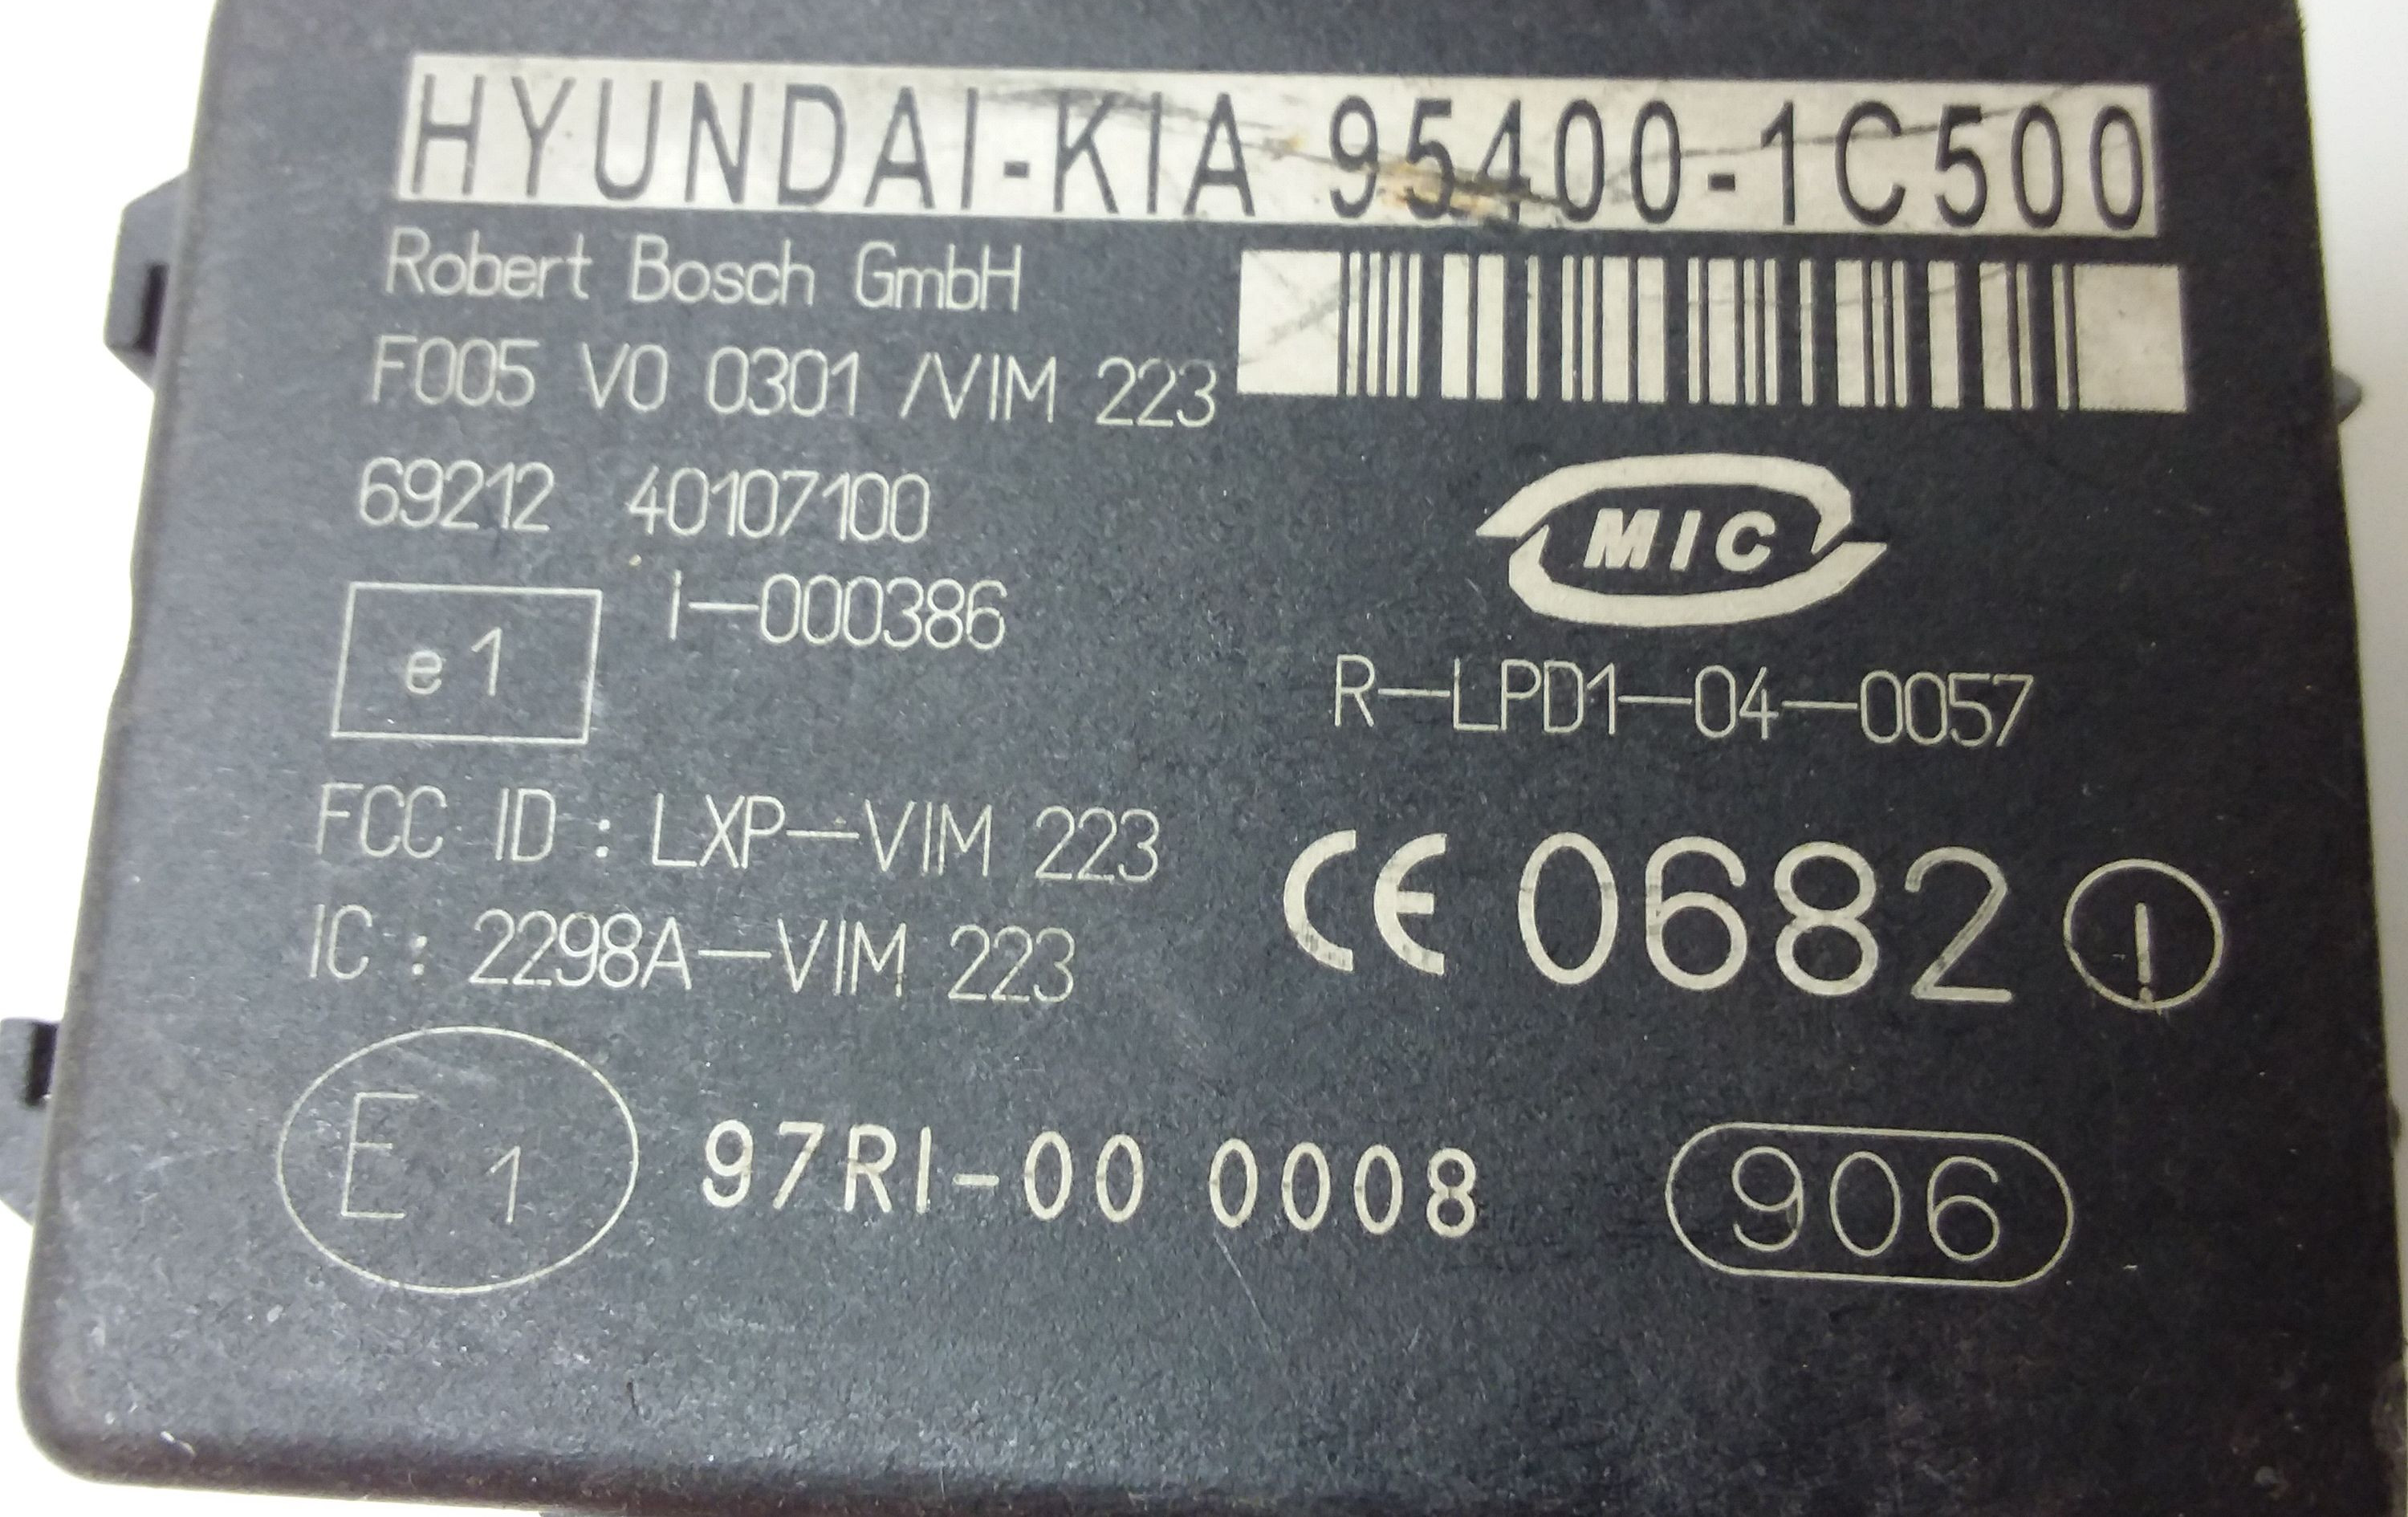 HYUNDAI-KIA 95400-1C500
Robert Bosch GmbH
F005 V0 0301 /VIM 223
69212 40107100
MIC
e1
I-000386
R-LPD1-04-0057
FCC ID : LXP-VIM 223
CE 0682 !
IC : 2298A-VIM 223
E1 97RI-00 0008 906